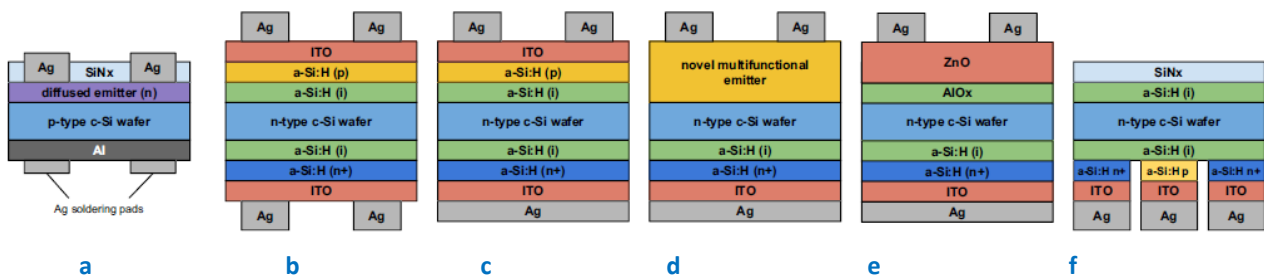 Ag
Ag
SiNx
diffused emitter (n)
p-type c-Si wafer
Al
Ag soldering pads
a
Ag
Ag
ITO
a-Si:H (p)
a-Si:H (i)
n-type c-Si wafer
a-Si:H (i)
a-Si:H (n+)
ITO
Ag
Ag
b
Ag
Ag
ITO
a-Si:H (p)
a-Si:H (i)
n-type c-Si wafer
a-Si:H (i)
a-Si:H (n+)
ITO
Ag
c
Ag
Ag
novel multifunctional
emitter
n-type c-Si wafer
a-Si:H (i)
a-Si:H (n+)
ITO
Ag
d
Ag
Ag
ZnO
AlOx
n-type c-Si wafer
a-Si:H (i)
a-Si:H (n+)
ITO
Ag
e
SiNx
a-Si:H (i)
n-type c-Si wafer
a-Si:H (i)
a-Si:H n+
a-Si:H p
a-Si:H n+
ITO
ITO
ITO
Ag
Ag
Ag
f